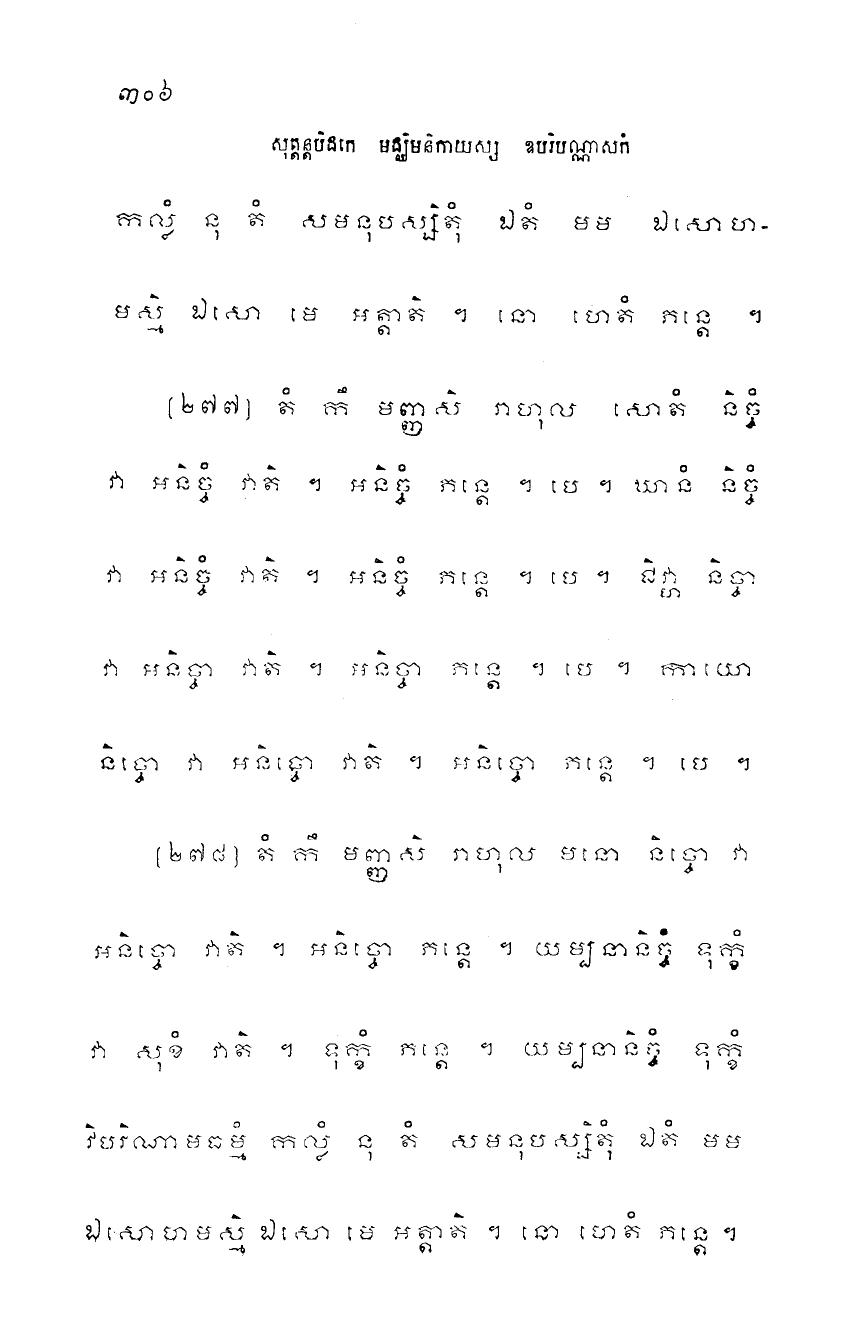 ៣០៦
សុត្តន្តបិដកេ មជ្ឈិមនិកាយស្ស ឧបរិបណ្ណាសកំ
កល្លំ នុ តំ សមនុបស្សិតុំ ឯតំ មម ឯសោហ-
មស្មិ ឯសោ មេ អត្តាតិ ។ នោ ហេតំ ភន្តេ ។
[២៧៧] តំ កឹ មញ្ញសិ រាហុល សោតំ និច្ចំ
វា អនិច្ចំ វាតិ ។ អនិច្ចំ ភន្តេ ។ បេ ។ ឃានំ និច្ចំ
វា អនិច្ចំ វាតិ ។ អនិច្ចំ ភន្តេ ។ បេ ។ ជិវ្ហា និច្ចា
វា អនិច្ចា វាតិ ។ អនិច្ចា ភន្តេ ។ បេ ។ កាយោ
និច្ចោ វា អនិច្ចោ វាតិ ។ អនិច្ចោ ភន្តេ ។ បេ ។
[២៧៨] តំ កឹ មញ្ញសិ រាហុល មនោ និច្ចោ វា
អនិច្ចោ វាតិ ។ អនិច្ចោ ភន្តេ ។ យម្បនានិច្ចំ ទុក្ខំ
វា សុខំ វាតិ ។ ទុក្ខំ ភន្តេ ។ យម្បនានិច្ចំ ទុក្ខំ
វិបរិណាមធម្មំ កល្លំ នុ តំ សមនុបស្សិតុំ ឯតំ មម
ឯសោហមស្មិ ឯសោ មេ អត្តាតិ ។ នោ ហេតំ ភន្តេ ។